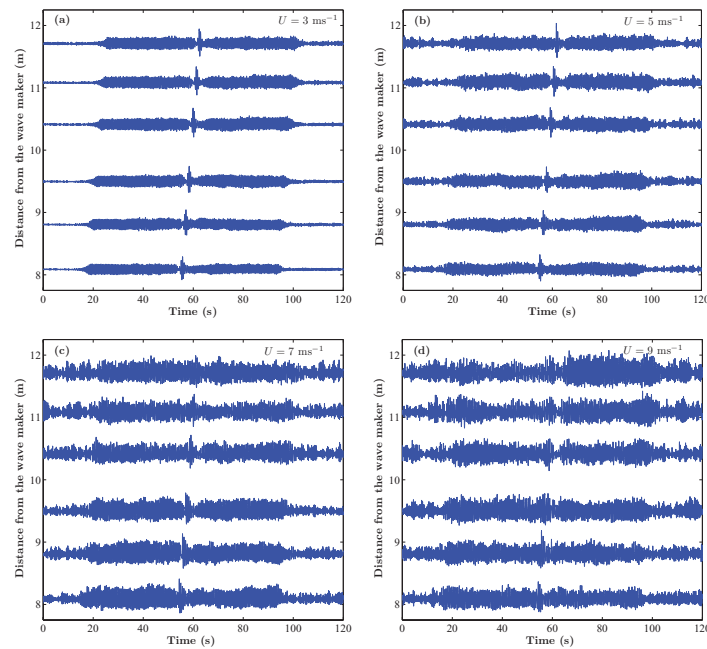 (a) U = 3 ms⁻¹
12
11
10
9
8
0 20 40 60 80 100 120
Time (s)
Distance from the wave maker (m)
(b) U = 5 ms⁻¹
12
11
10
9
8
0 20 40 60 80 100 120
Time (s)
Distance from the wave maker (m)
(c) U = 7 ms⁻¹
12
11
10
9
8
0 20 40 60 80 100 120
Time (s)
Distance from the wave maker (m)
(d) U = 9 ms⁻¹
12
11
10
9
8
0 20 40 60 80 100 120
Time (s)
Distance from the wave maker (m)